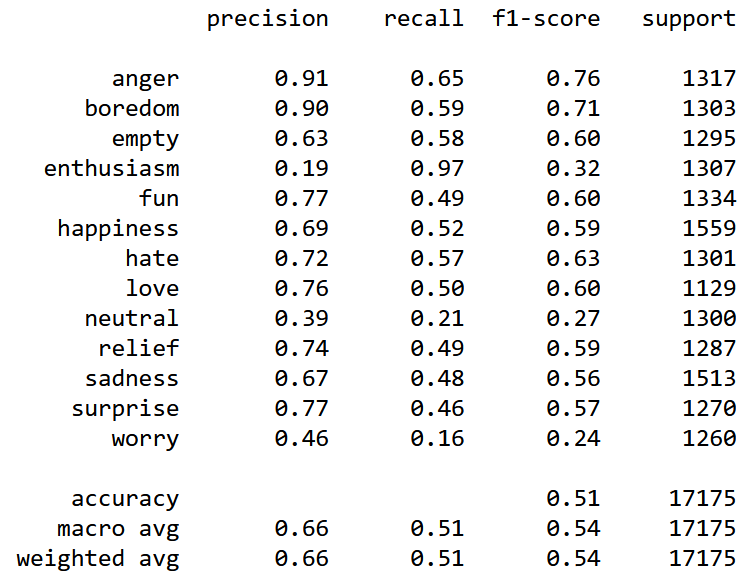 precision recall f1-score support
anger 0.91 0.65 0.76 1317
boredom 0.90 0.59 0.71 1303
empty 0.63 0.58 0.60 1295
enthusiasm 0.19 0.97 0.32 1307
fun 0.77 0.49 0.60 1334
happiness 0.69 0.52 0.59 1559
hate 0.72 0.57 0.63 1301
love 0.76 0.50 0.60 1129
neutral 0.39 0.21 0.27 1300
relief 0.74 0.49 0.59 1287
sadness 0.67 0.48 0.56 1513
surprise 0.77 0.46 0.57 1270
worry 0.46 0.16 0.24 1260
accuracy 0.51 17175
macro avg 0.66 0.51 0.54 17175
weighted avg 0.66 0.51 0.54 17175